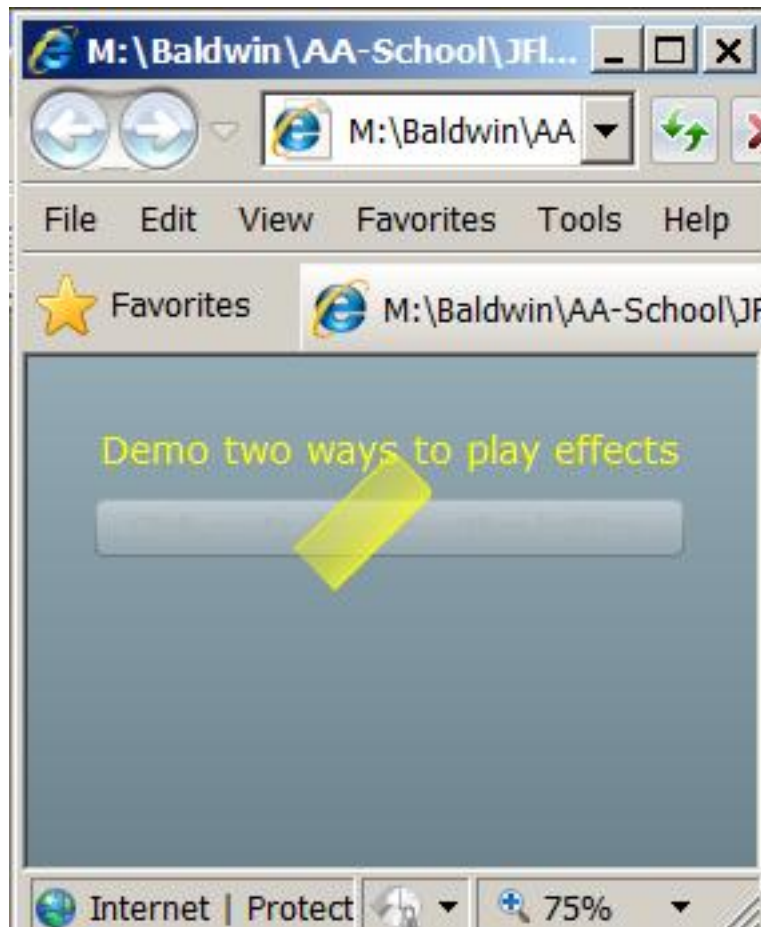 M:\Baldwin\AA-School\JFl...
M:\Baldwin\AA
File Edit View Favorites Tools Help
Favorites M:\Baldwin\AA-School\JF
Demo two ways to play effects
Internet | Protect 75%